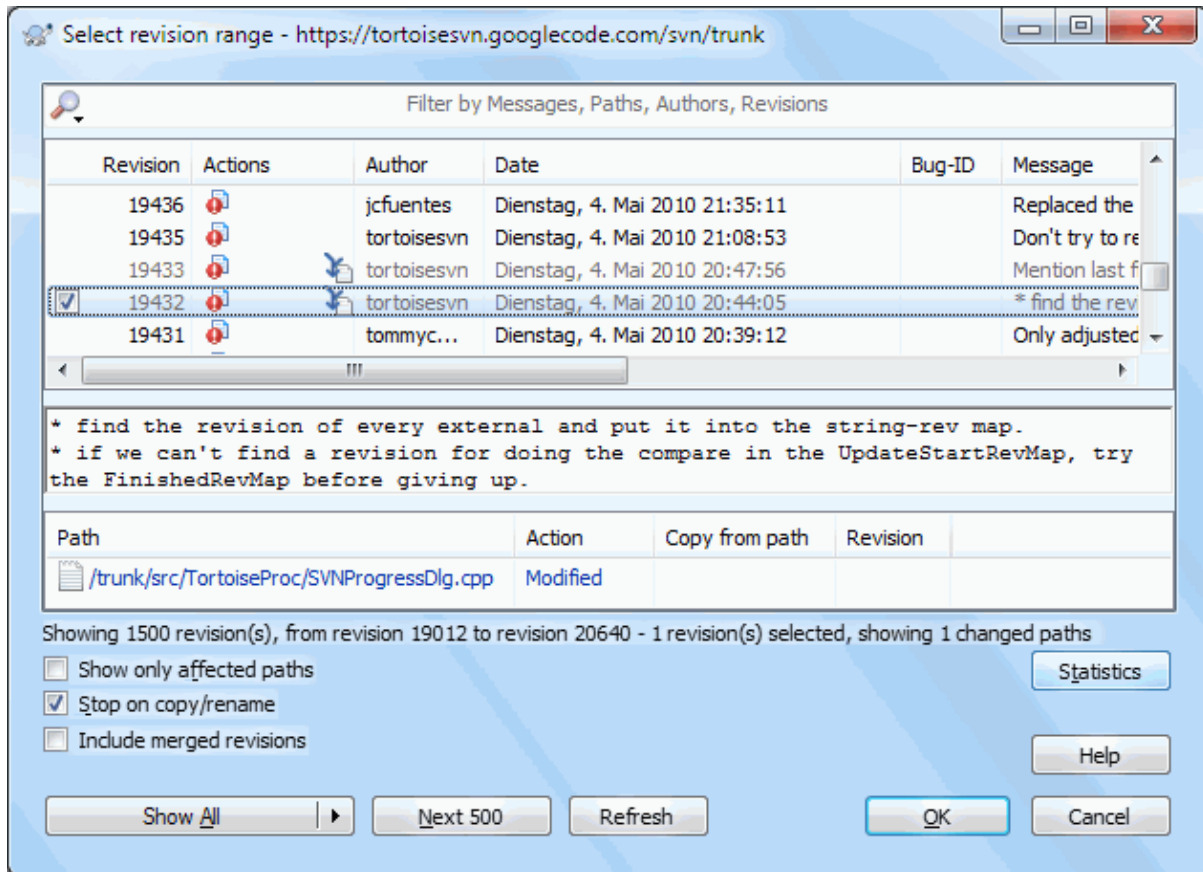 Select revision range - https://tortoisesvn.googlecode.com/svn/trunk
Filter by Messages, Paths, Authors, Revisions
Revision Actions Author Date Bug-ID Message
19436 jcfuentes Dienstag, 4. Mai 2010 21:35:11 Replaced the
19435 tortoisesvn Dienstag, 4. Mai 2010 21:08:53 Don't try to re
19433 tortoisesvn Dienstag, 4. Mai 2010 20:47:56 Mention last f
19432 tortoisesvn Dienstag, 4. Mai 2010 20:44:05 * find the rev
19431 tommyc... Dienstag, 4. Mai 2010 20:39:12 Only adjusted
* find the revision of every external and put it into the string-rev map.
* if we can't find a revision for doing the compare in the UpdateStartRevMap, try
the FinishedRevMap before giving up.
Path Action Copy from path Revision
/trunk/src/TortoiseProc/SVNProgressDlg.cpp Modified
Showing 1500 revision(s), from revision 19012 to revision 20640 - 1 revision(s) selected, showing 1 changed paths
Show only affected paths
Statistics
Stop on copy/rename
Include merged revisions
Help
Show All Next 500 Refresh OK Cancel